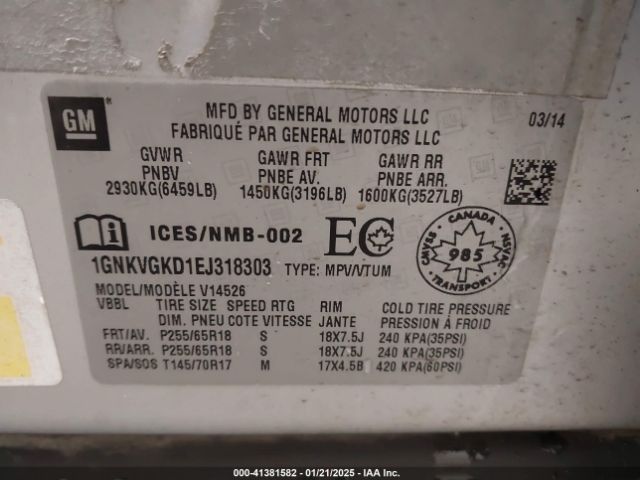 GM
MFD BY GENERAL MOTORS LLC 03/14
FABRIQUÉ PAR GENERAL MOTORS LLC
GVWR GAWR FRT GAWR RR
PNBV PNBE AV. PNBE ARR.
2930KG(6459LB) 1450KG(3196LB) 1600KG(3527LB)
ICES/NMB-002 EC
CANADA
CMVSS 985 NSVAC
TRANSPORT
1GNKVGKD1EJ318303 TYPE: MPV/VTUM
MODEL/MODÈLE V14526
VBBL TIRE SIZE SPEED RTG RIM COLD TIRE PRESSURE
DIM. PNEU COTE VITESSE JANTE PRESSION À FROID
FRT/AV. P255/65R18 S 18X7.5J 240 KPA(35PSI)
RR/ARR. P255/65R18 S 18X7.5J 240 KPA(35PSI)
SPA/SOS T145/70R17 M 17X4.5B 420 KPA(60PSI)
000-41381582 - 01/21/2025 - IAA Inc.